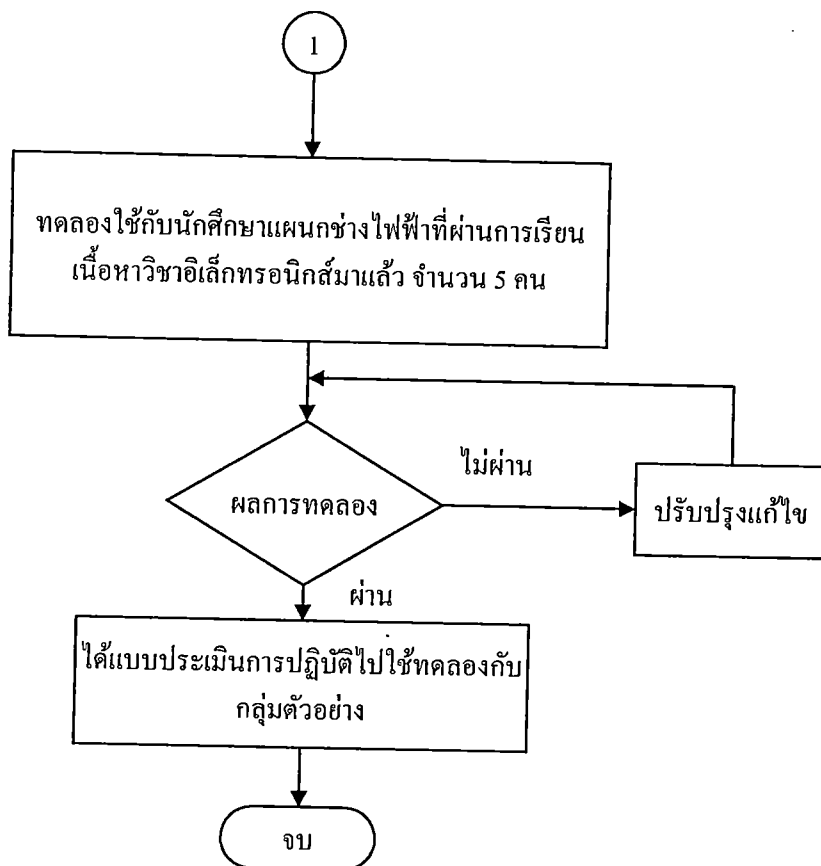 1
ทดลองใช้กับนักศึกษาแผนกช่างไฟฟ้าที่ผ่านการเรียน
เนื้อหาวิชาอิเล็กทรอนิกส์มาแล้ว จำนวน 5 คน
ไม่ผ่าน
ผลการทดลอง
ปรับปรุงแก้ไข
ผ่าน
ได้แบบประเมินการปฏิบัติไปใช้ทดลองกับ
กลุ่มตัวอย่าง
จบ